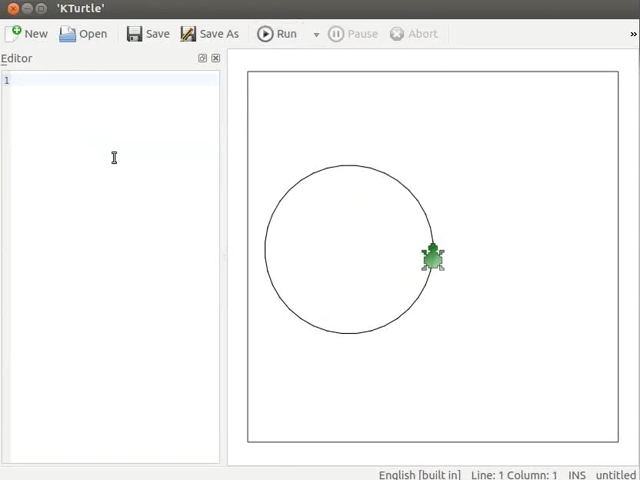 'KTurtle'
New Open Save Save As Run Pause Abort »
Editor
1
English [built in] Line: 1 Column: 1 INS untitled